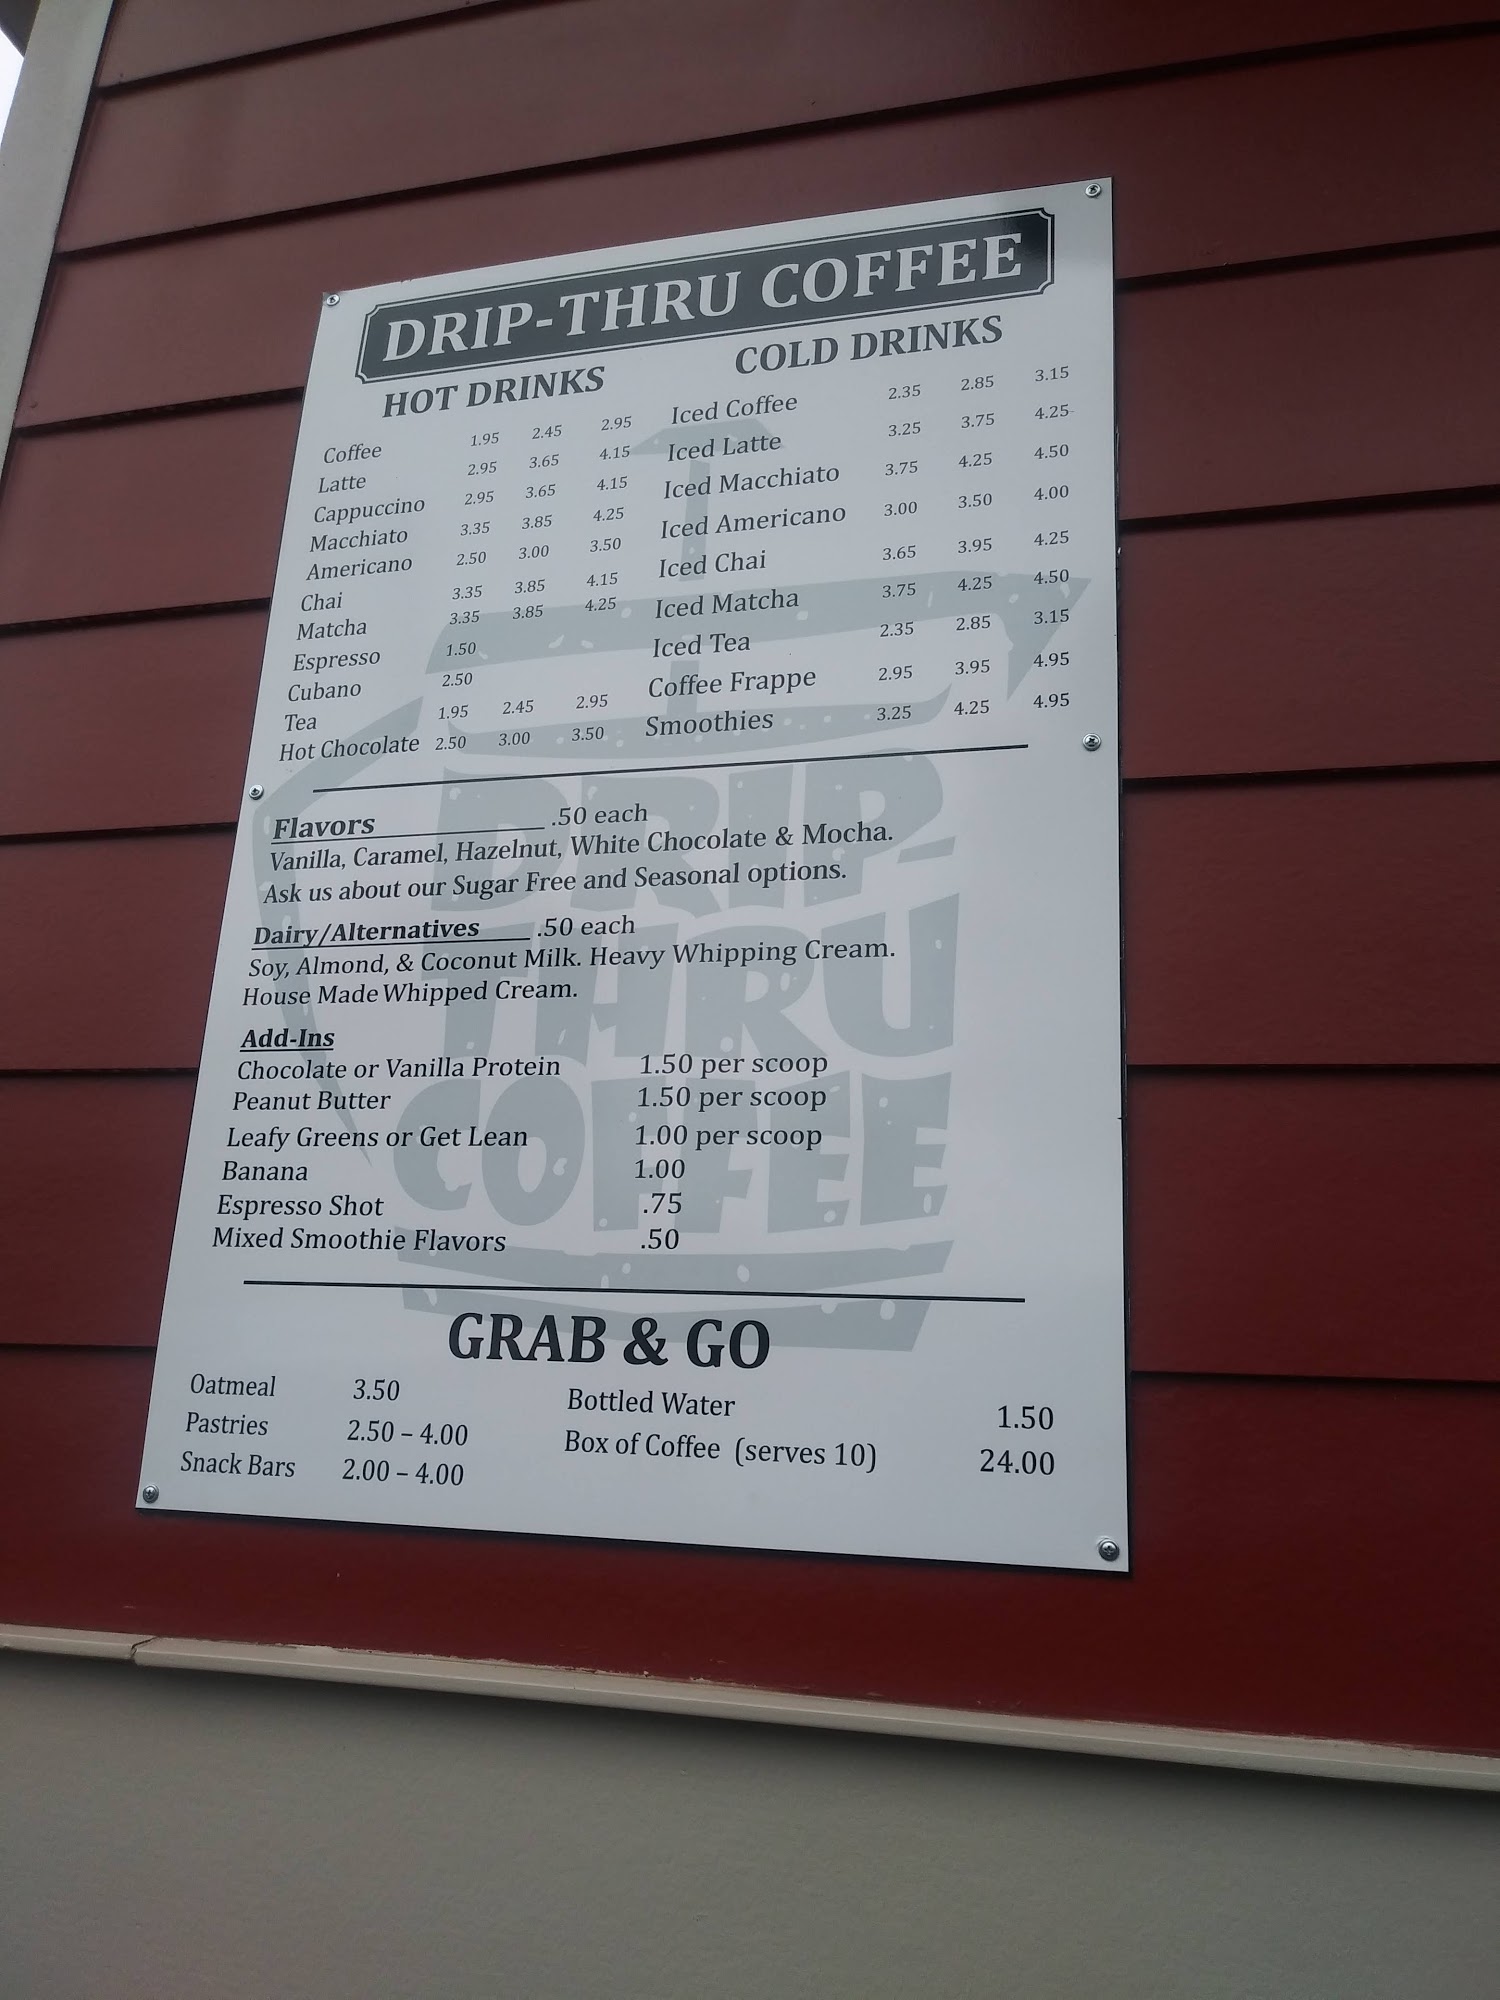 DRIP-THRU COFFEE
HOT DRINKS
Coffee 1.95 2.45 2.95
Latte 2.95 3.65 4.15
Cappuccino 2.95 3.65 4.15
Macchiato 3.35 3.85 4.25
Americano 2.50 3.00 3.50
Chai 3.35 3.85 4.15
Matcha 3.35 3.85 4.25
Espresso 1.50
Cubano 2.50
Tea 1.95 2.45 2.95
Hot Chocolate 2.50 3.00 3.50
COLD DRINKS
Iced Coffee 2.35 2.85 3.15
Iced Latte 3.25 3.75 4.25
Iced Macchiato 3.75 4.25 4.50
Iced Americano 3.00 3.50 4.00
Iced Chai 3.65 3.95 4.25
Iced Matcha 3.75 4.25 4.50
Iced Tea 2.35 2.85 3.15
Coffee Frappe 2.95 3.95 4.95
Smoothies 3.25 4.25 4.95
Flavors .50 each
Vanilla, Caramel, Hazelnut, White Chocolate & Mocha.
Ask us about our Sugar Free and Seasonal options.
Dairy/Alternatives .50 each
Soy, Almond, & Coconut Milk. Heavy Whipping Cream.
House Made Whipped Cream.
Add-Ins
Chocolate or Vanilla Protein 1.50 per scoop
Peanut Butter 1.50 per scoop
Leafy Greens or Get Lean 1.00 per scoop
Banana 1.00
Espresso Shot .75
Mixed Smoothie Flavors .50
DRIP-
THRU
COFFEE
GRAB & GO
Oatmeal 3.50
Pastries 2.50 – 4.00
Snack Bars 2.00 – 4.00
Bottled Water 1.50
Box of Coffee (serves 10) 24.00